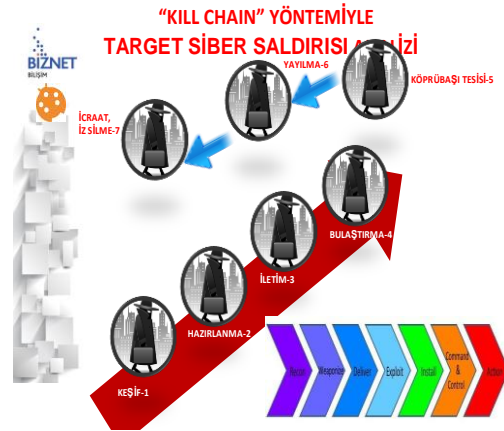 “KILL CHAIN” YÖNTEMİYLE
TARGET SİBER SALDIRISI
BİZNET
BİLİŞİM
YAYILMA-6
KÖPRÜBAŞI TESİSİ-5
İCRAAT,
İZ SİLME-7
BULAŞTIRMA-4
İLETİM-3
HAZIRLANMA-2
KEŞİF-1
Recon
Weaponize
Deliver
Exploit
Install
Command
&
Control
Action